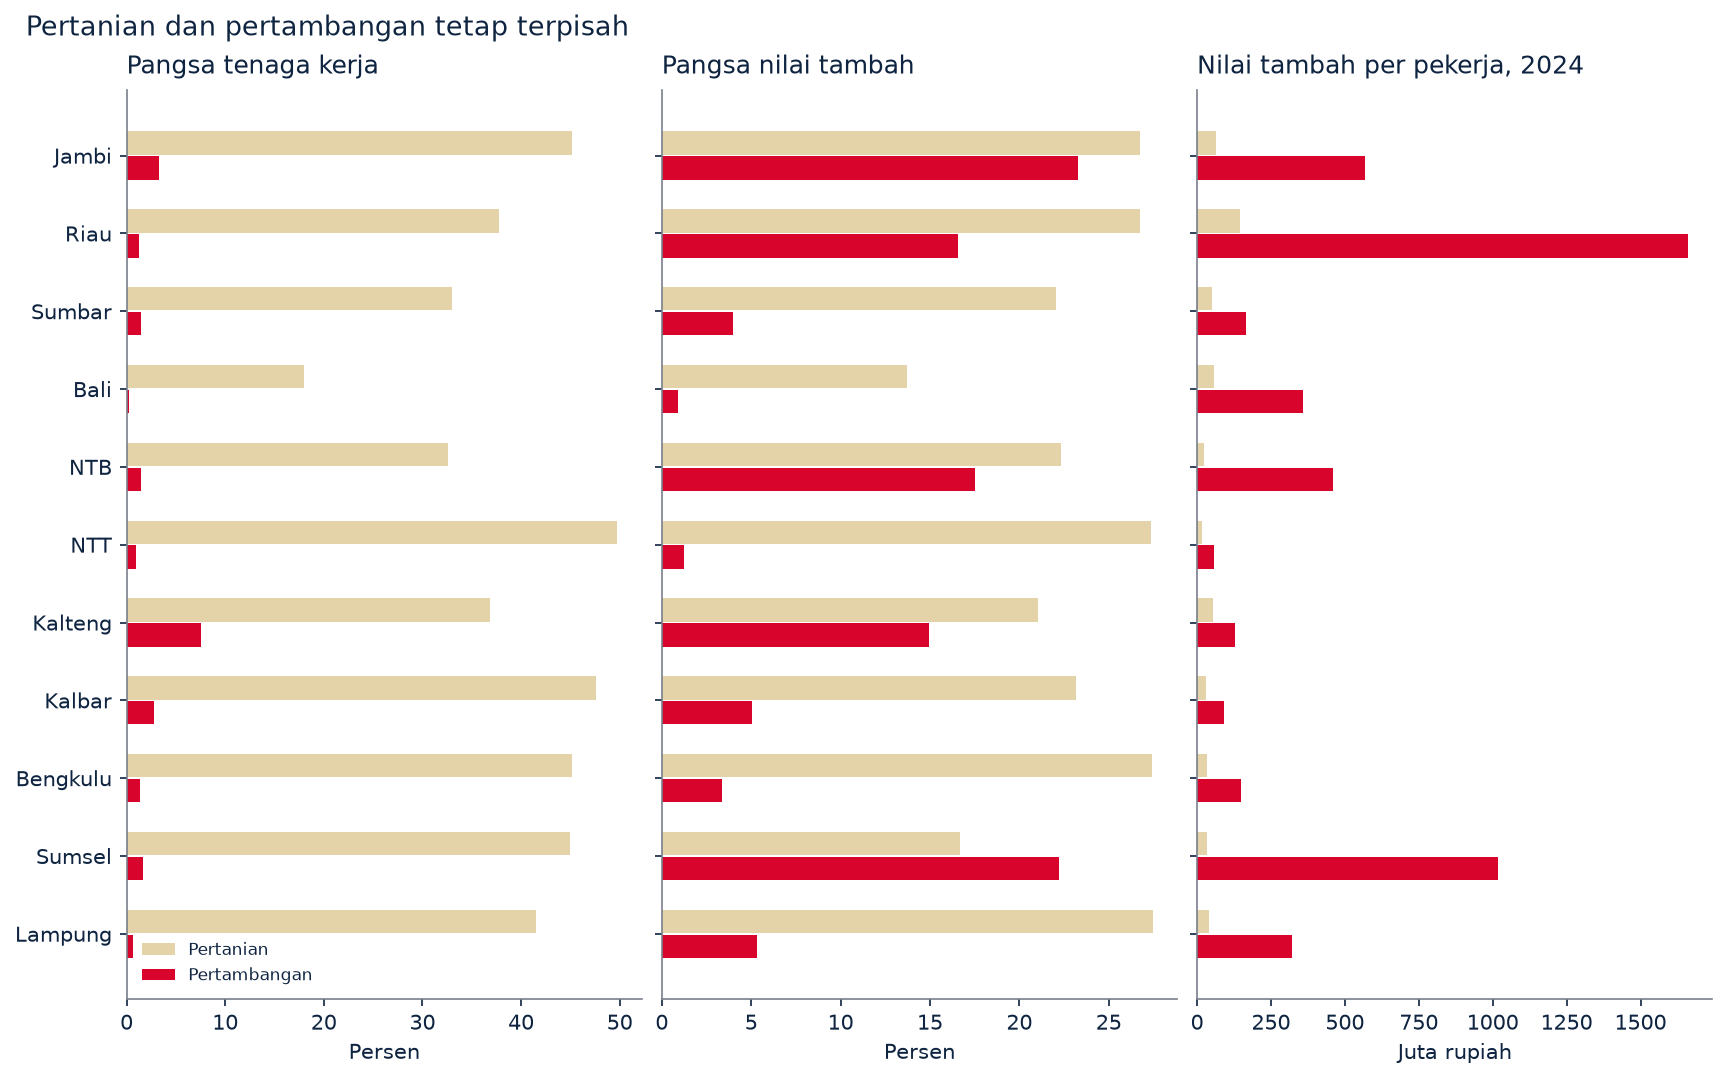 Pertanian dan pertambangan tetap terpisah
Pangsa tenaga kerja
Pangsa nilai tambah
Nilai tambah per pekerja, 2024
Jambi
Riau
Sumbar
Bali
NTB
NTT
Kalteng
Kalbar
Bengkulu
Sumsel
Lampung
Pertanian
Pertambangan
0 10 20 30 40 50
0 5 10 15 20 25
0 250 500 750 1000 1250 1500
Persen
Persen
Juta rupiah